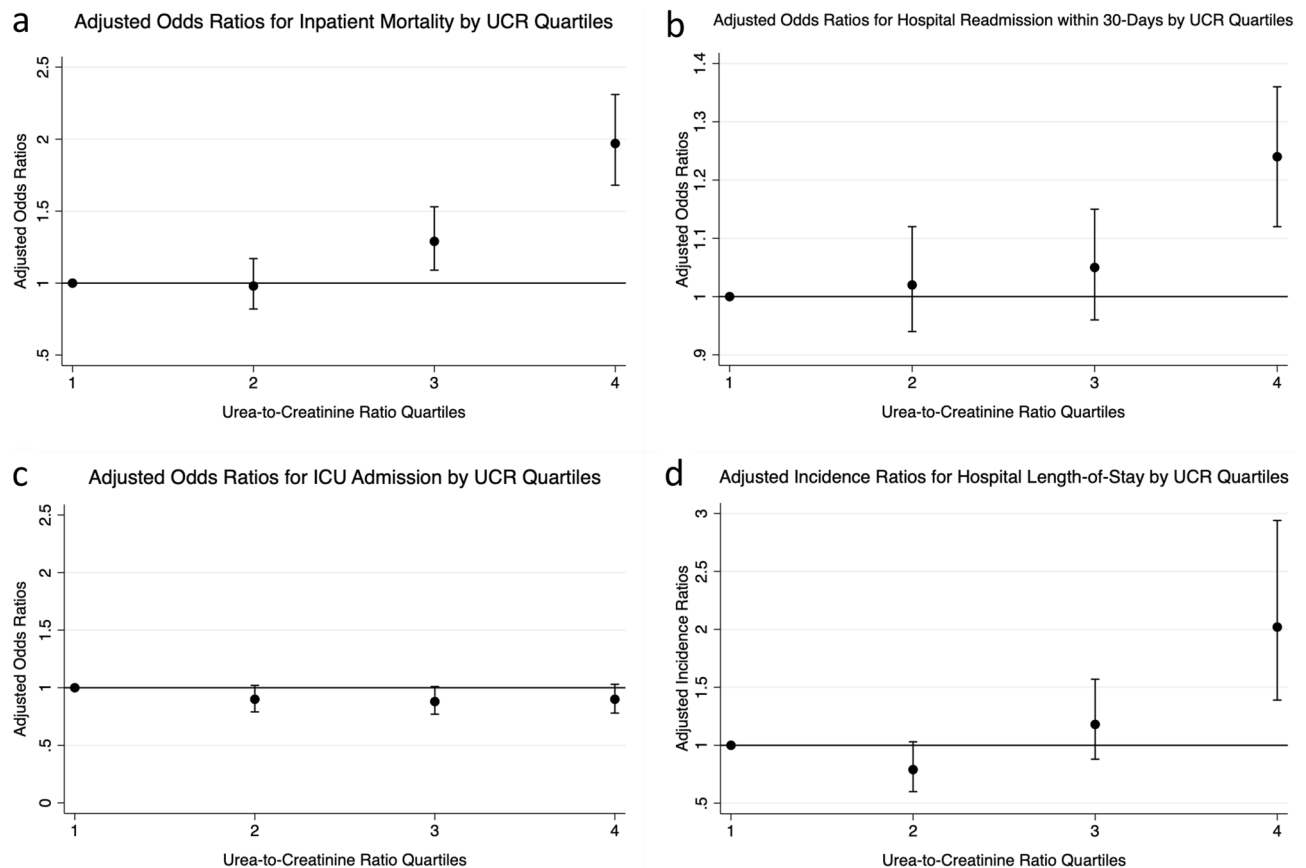 a
Adjusted Odds Ratios for Inpatient Mortality by UCR Quartiles
Adjusted Odds Ratios
2.5
2
1.5
1
.5
1 2 3 4
Urea-to-Creatinine Ratio Quartiles
b
Adjusted Odds Ratios for Hospital Readmission within 30-Days by UCR Quartiles
Adjusted Odds Ratios
1.4
1.3
1.2
1.1
1
.9
1 2 3 4
Urea-to-Creatinine Ratio Quartiles
c
Adjusted Odds Ratios for ICU Admission by UCR Quartiles
Adjusted Odds Ratios
2.5
2
1.5
1
.5
0
1 2 3 4
Urea-to-Creatinine Ratio Quartiles
d
Adjusted Incidence Ratios for Hospital Length-of-Stay by UCR Quartiles
Adjusted Incidence Ratios
3
2.5
2
1.5
1
.5
1 2 3 4
Urea-to-Creatinine Ratio Quartiles